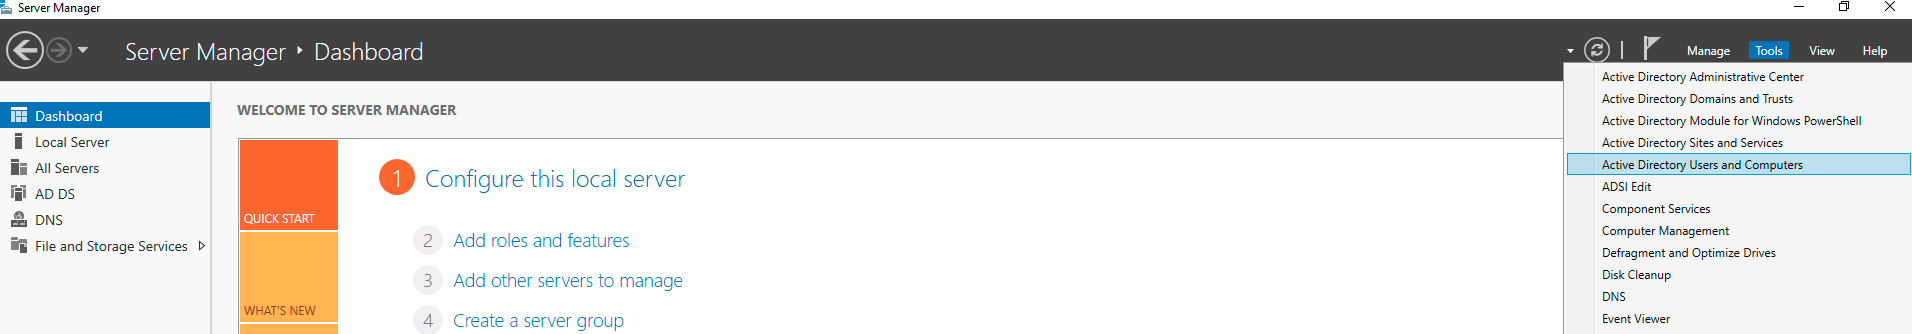 Server Manager
Server Manager ‣ Dashboard
Manage Tools View Help
Dashboard
Local Server
All Servers
AD DS
DNS
File and Storage Services
WELCOME TO SERVER MANAGER
QUICK START
WHAT'S NEW
1 Configure this local server
2 Add roles and features
3 Add other servers to manage
4 Create a server group
Active Directory Administrative Center
Active Directory Domains and Trusts
Active Directory Module for Windows PowerShell
Active Directory Sites and Services
Active Directory Users and Computers
ADSI Edit
Component Services
Computer Management
Defragment and Optimize Drives
Disk Cleanup
DNS
Event Viewer